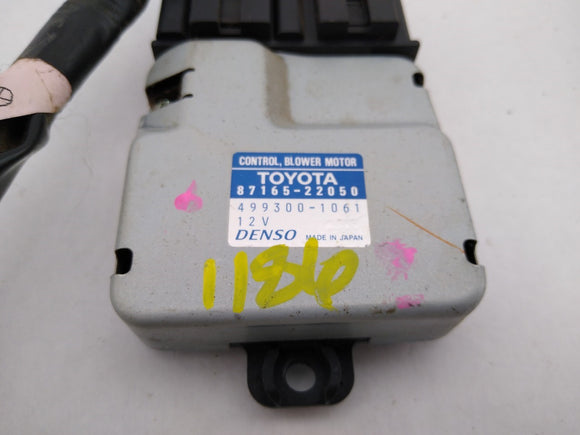 CONTROL, BLOWER MOTOR
TOYOTA
87165-22050
499300-1061
12V
DENSO MADE IN JAPAN
1186